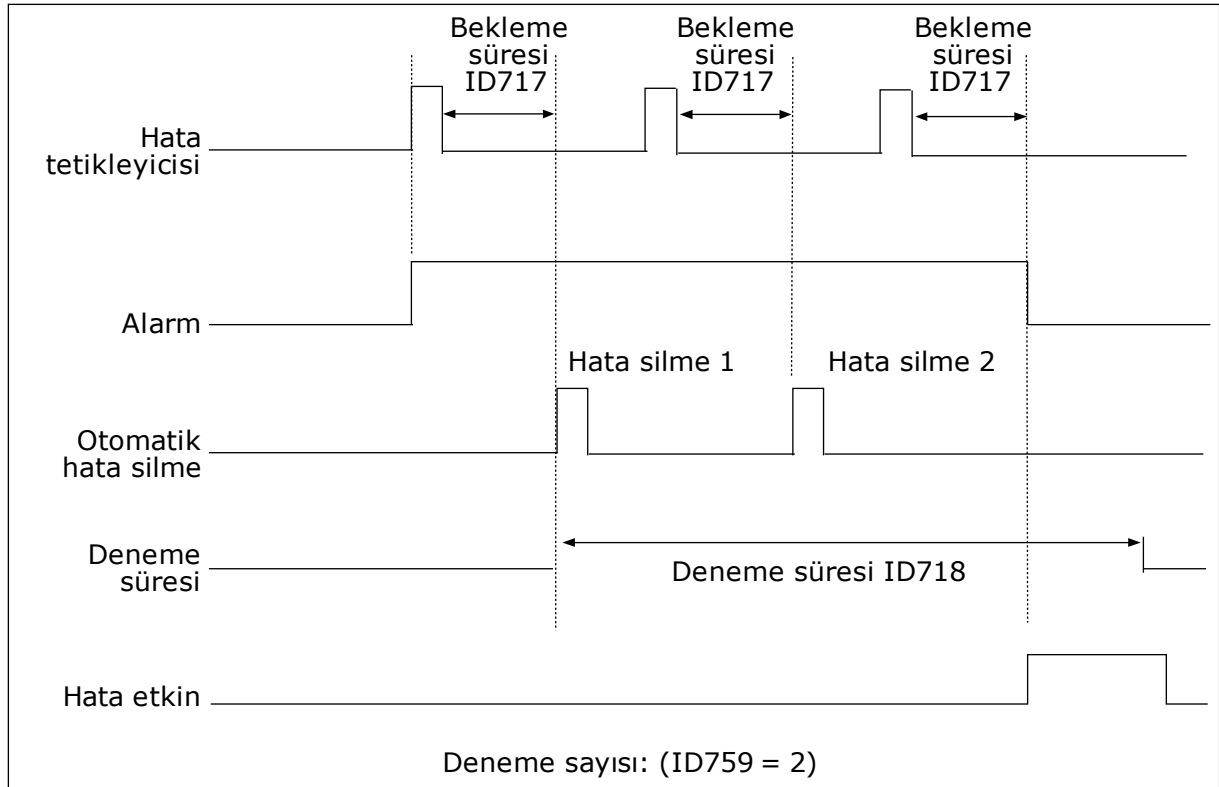 Bekleme
süresi
ID717
Bekleme
süresi
ID717
Bekleme
süresi
ID717
Hata
tetikleyicisi
Alarm
Hata silme 1
Hata silme 2
Otomatik
hata silme
Deneme
süresi
Deneme süresi ID718
Hata etkin
Deneme sayısı: (ID759 = 2)